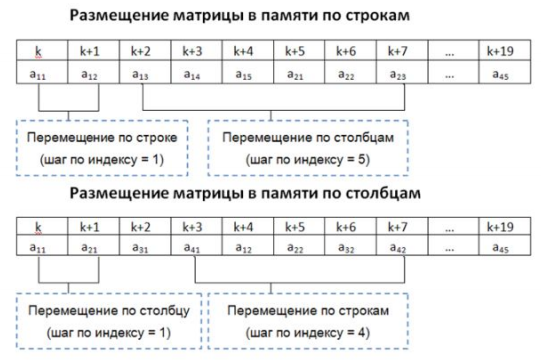 Размещение матрицы в памяти по строкам
k k+1 k+2 k+3 k+4 k+5 k+6 k+7 ... k+19
a11 a12 a13 a14 a15 a21 a22 a23 ... a45
Перемещение по строке Перемещение по столбцам
(шаг по индексу = 1) (шаг по индексу = 5)
Размещение матрицы в памяти по столбцам
k k+1 k+2 k+3 k+4 k+5 k+6 k+7 ... k+19
a11 a21 a31 a41 a12 a22 a32 a42 ... a45
Перемещение по столбцу Перемещение по строкам
(шаг по индексу = 1) (шаг по индексу = 4)